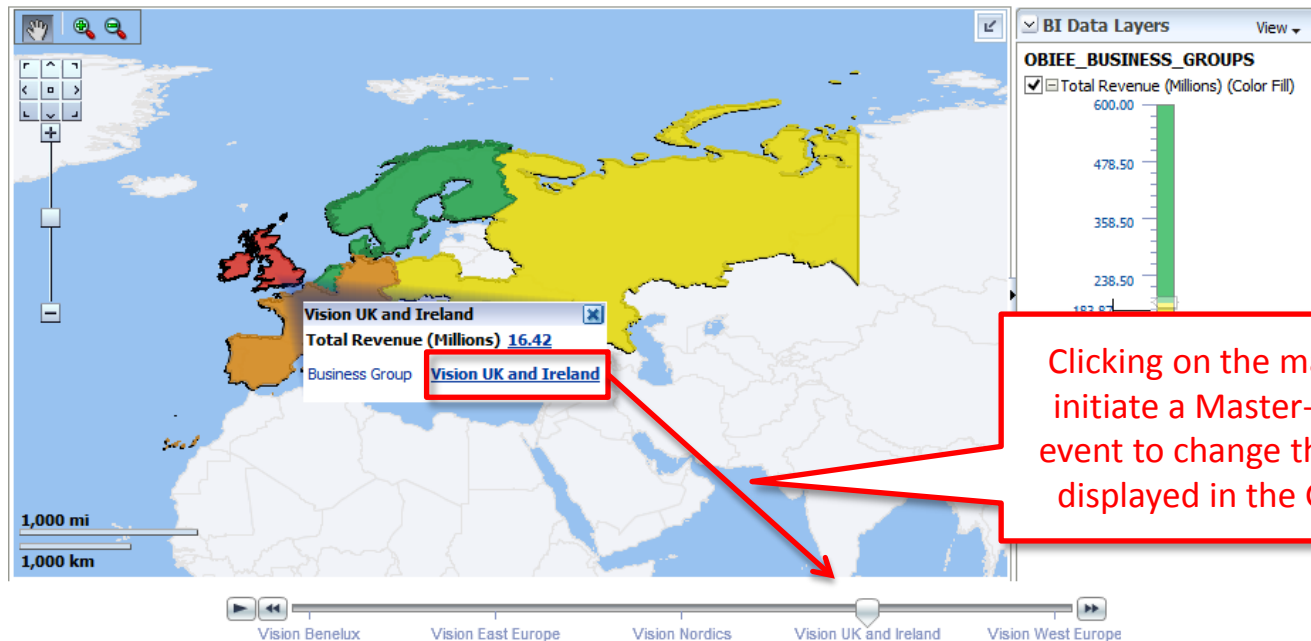 BI Data Layers View
OBIEE_BUSINESS_GROUPS
Total Revenue (Millions) (Color Fill)
600.00
478.50
358.50
238.50
183.87
Vision UK and Ireland
Total Revenue (Millions) 16.42
Business Group Vision UK and Ireland
Clicking on the
initiate a Master-
event to change
displayed in the
1,000 mi
1,000 km
Vision Benelux Vision East Europe Vision Nordics Vision UK and Ireland Vision West Europe